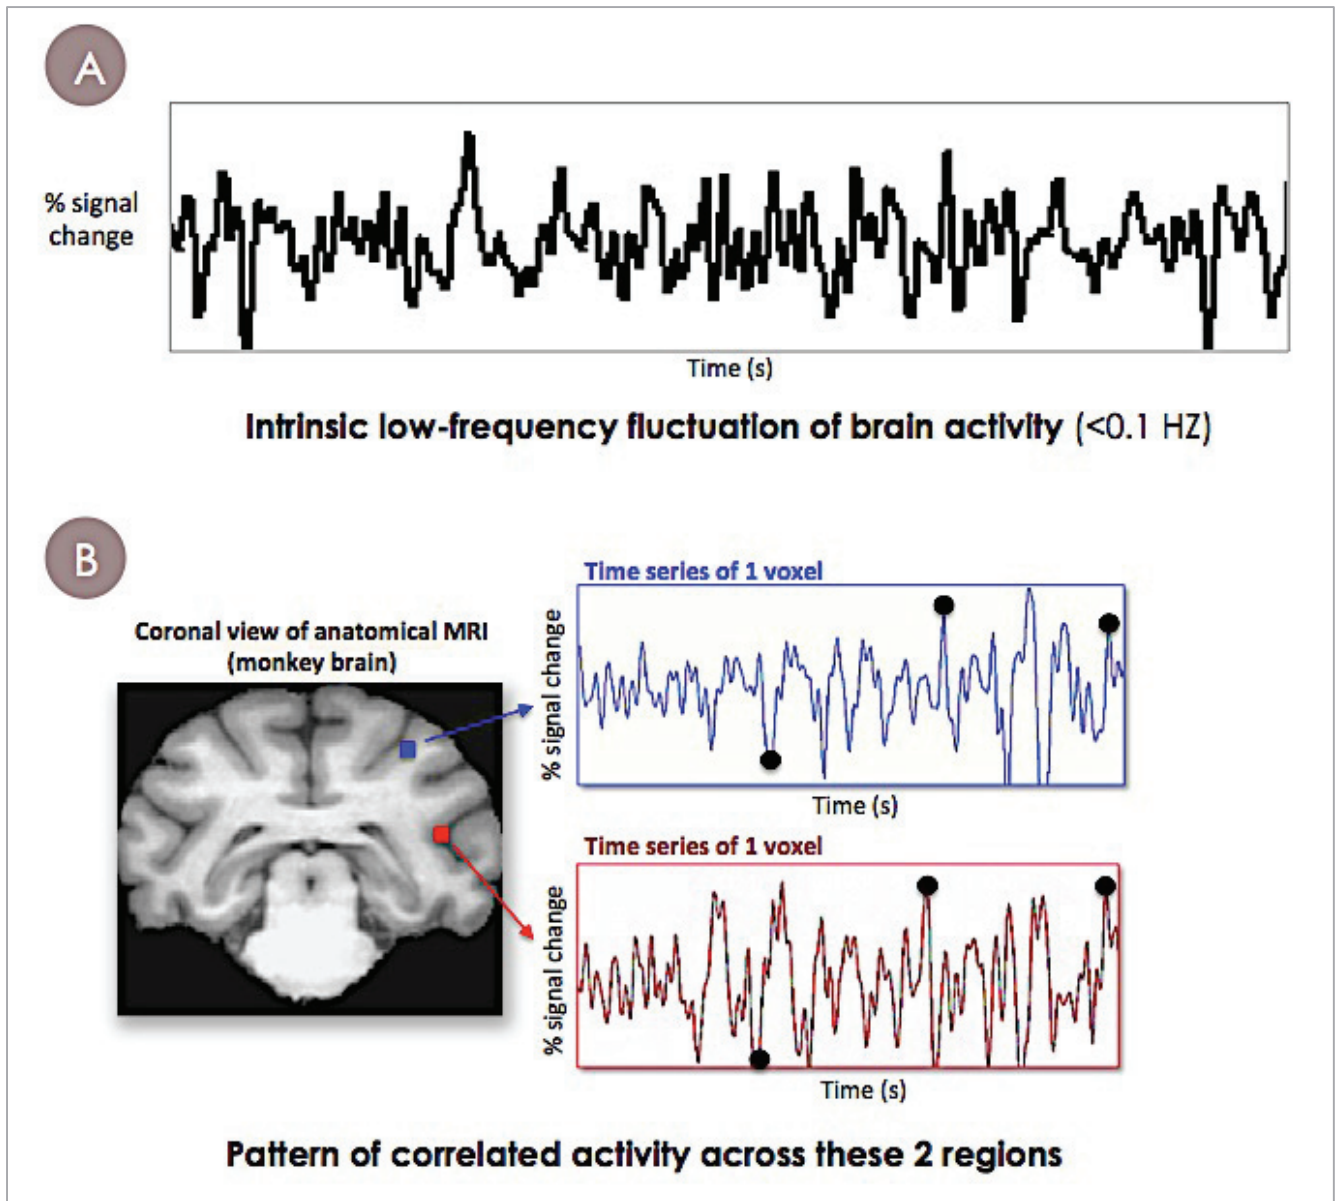 A
% signal
change
Time (s)
Intrinsic low-frequency fluctuation of brain activity (<0.1 HZ)
B
Coronal view of anatomical MRI
(monkey brain)
Time series of 1 voxel
% signal change
Time (s)
Time series of 1 voxel
% signal change
Time (s)
Pattern of correlated activity across these 2 regions